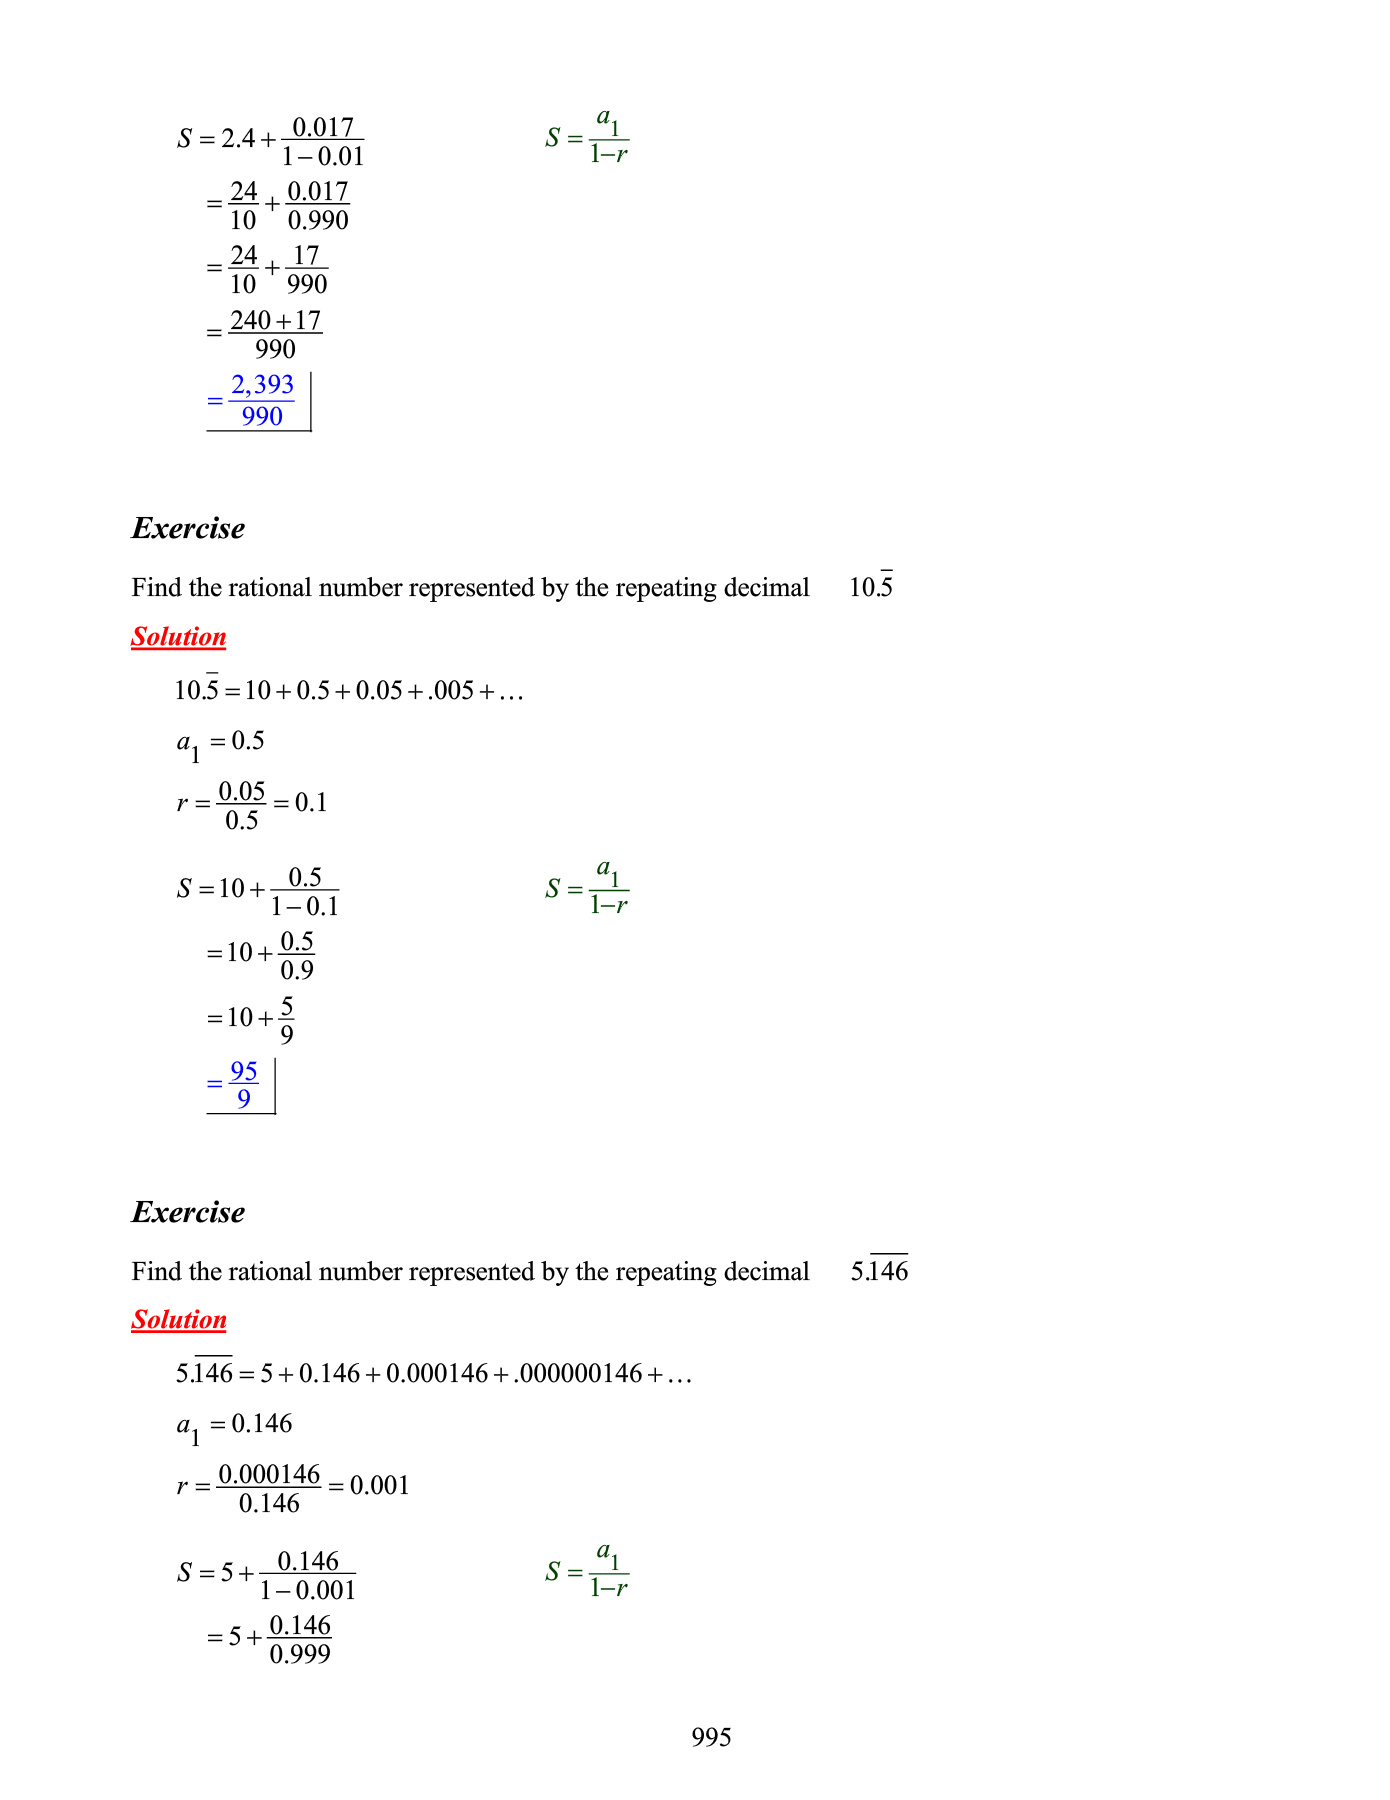 S = 2.4 + \frac{0.017}{1 - 0.01} S = \frac{a_1}{1-r}
= \frac{24}{10} + \frac{0.017}{0.990}
= \frac{24}{10} + \frac{17}{990}
= \frac{240 + 17}{990}
= \frac{2,393}{990}
Exercise
Find the rational number represented by the repeating decimal 10.\overline{5}
Solution
10.\overline{5} = 10 + 0.5 + 0.05 + .005 + …
a_1 = 0.5
r = \frac{0.05}{0.5} = 0.1
S = 10 + \frac{0.5}{1 - 0.1} S = \frac{a_1}{1-r}
= 10 + \frac{0.5}{0.9}
= 10 + \frac{5}{9}
= \frac{95}{9}
Exercise
Find the rational number represented by the repeating decimal 5.\overline{146}
Solution
5.\overline{146} = 5 + 0.146 + 0.000146 + .000000146 + …
a_1 = 0.146
r = \frac{0.000146}{0.146} = 0.001
S = 5 + \frac{0.146}{1 - 0.001} S = \frac{a_1}{1-r}
= 5 + \frac{0.146}{0.999}
995